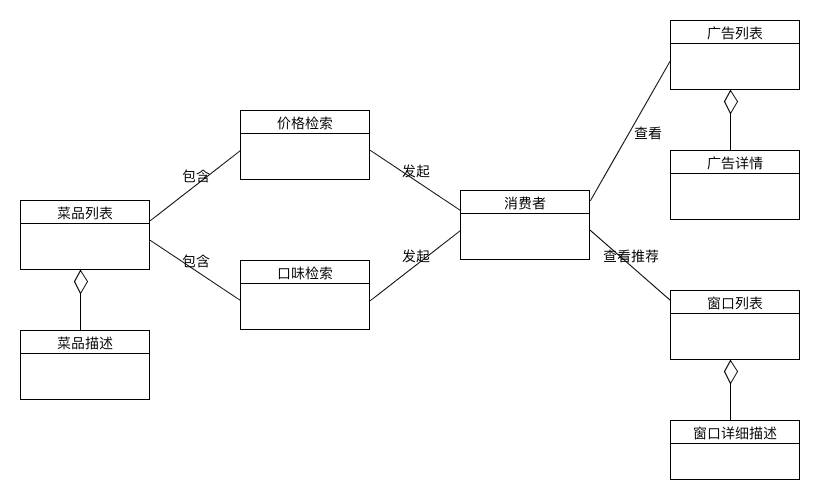 广告列表
价格检索
查看
广告详情
包含
发起
菜品列表
消费者
包含
口味检索
发起
查看推荐
窗口列表
菜品描述
窗口详细描述